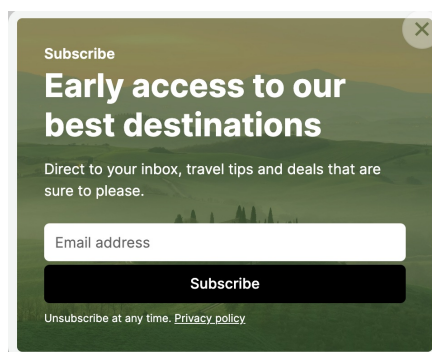 Subscribe
Early access to our
best destinations
Direct to your inbox, travel tips and deals that are
sure to please.
Email address
Subscribe
Unsubscribe at any time. Privacy policy